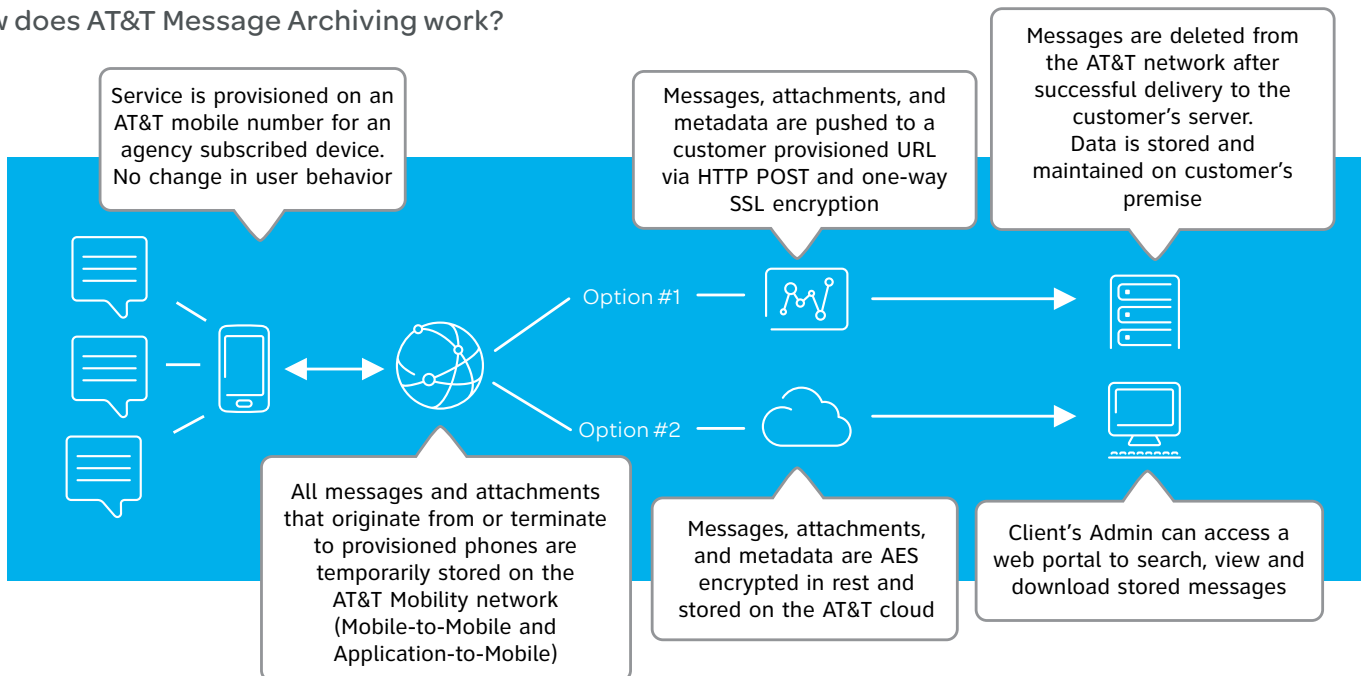 w does AT&T Message Archiving work?
Service is provisioned on an
AT&T mobile number for an
agency subscribed device.
No change in user behavior
Messages, attachments, and
metadata are pushed to a
customer provisioned URL
via HTTP POST and one-way
SSL encryption
Messages are deleted from
the AT&T network after
successful delivery to the
customer's server.
Data is stored and
maintained on customer's
premise
Option #1
Option #2
All messages and attachments
that originate from or terminate
to provisioned phones are
temporarily stored on the
AT&T Mobility network
(Mobile-to-Mobile and
Application-to-Mobile)
Messages, attachments,
and metadata are AES
encrypted in rest and
stored on the AT&T cloud
Client's Admin can access a
web portal to search, view and
download stored messages